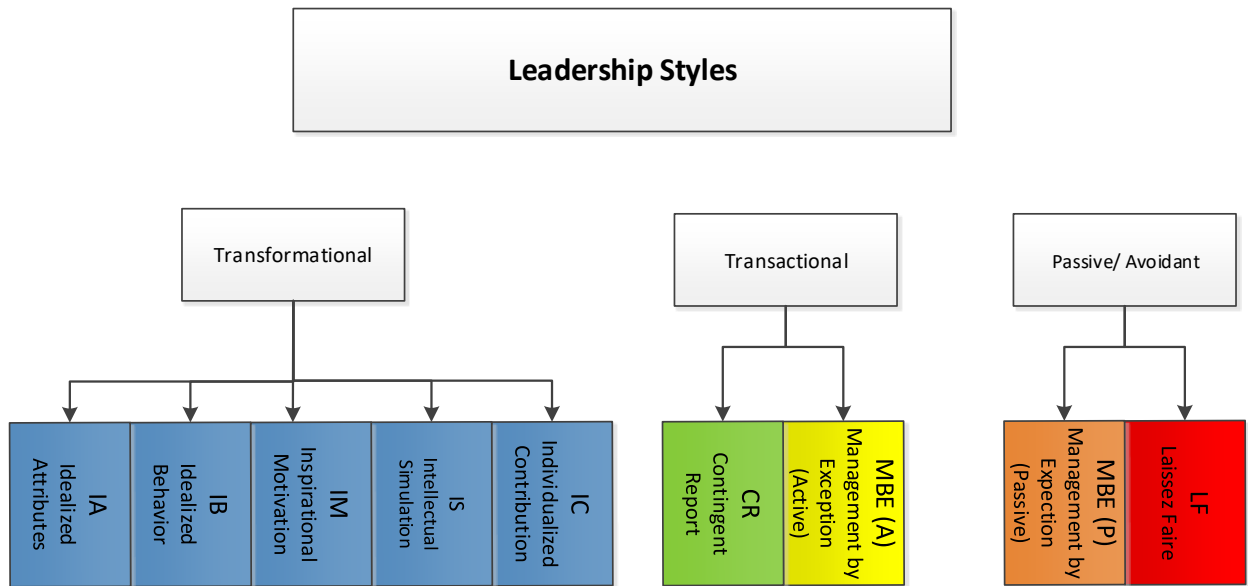 Leadership Styles
Transformational
Transactional
Passive/ Avoidant
IA
Idealized
Attributes
IB
Idealized
Behavior
IM
Inspirational
Motivation
IS
Intellectual
Simulation
IC
Individualized
Contribution
CR
Contingent
Report
MBE (A)
Management by
Exception
(Active)
MBE (P)
Management by
Expection
(Passive)
LF
Laissez Faire